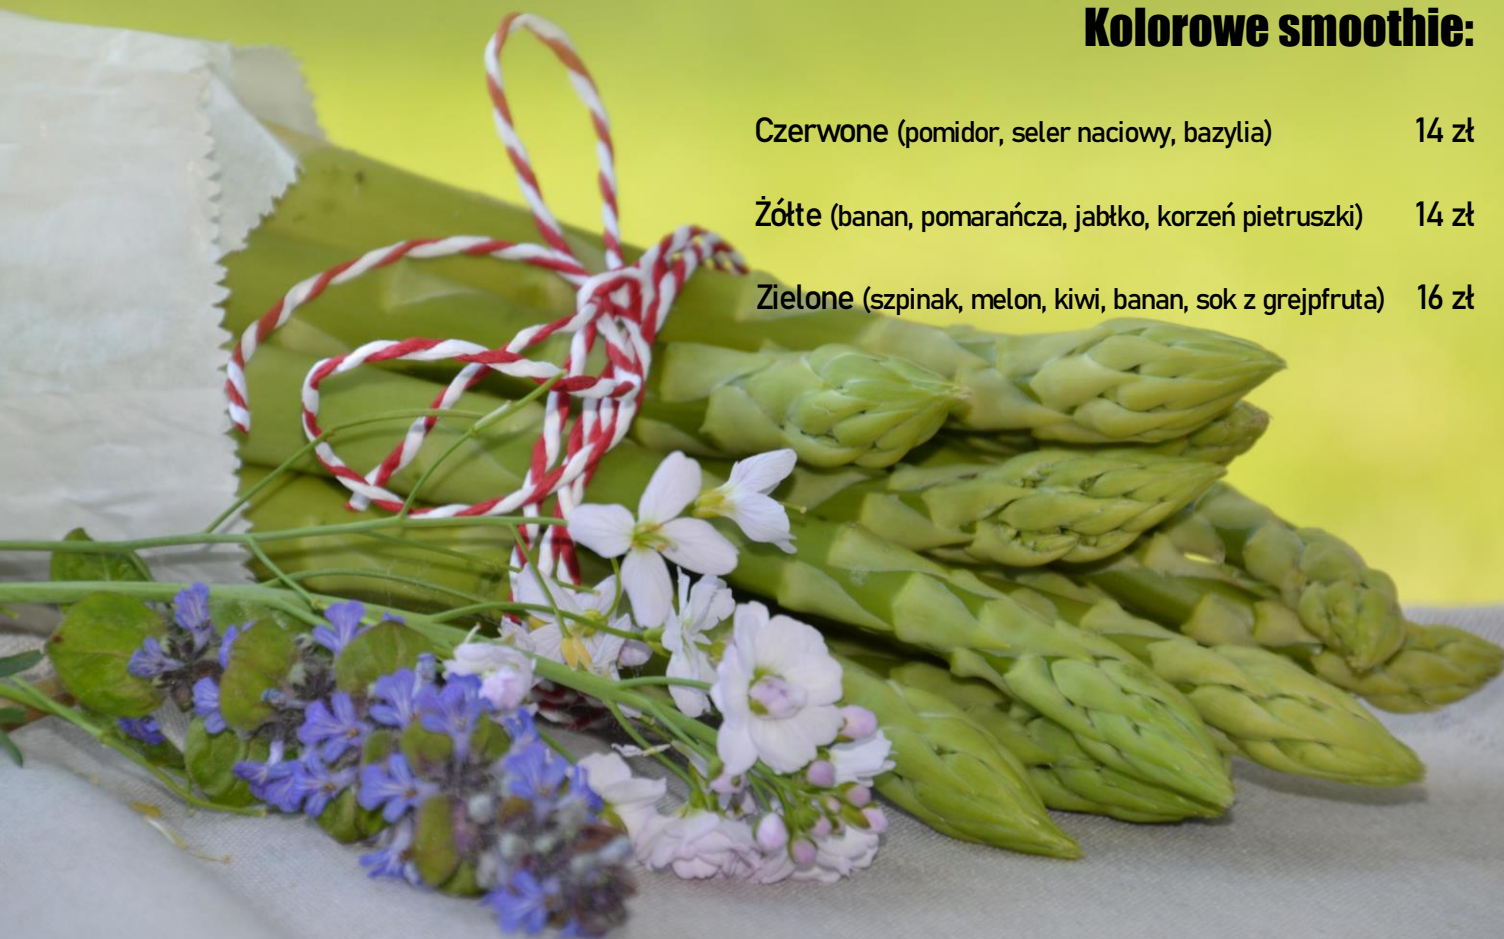 Kolorowe smoothie:
Czerwone (pomidor, seler naciowy, bazylia) 14 zł
Żółte (banan, pomarańcza, jabłko, korzeń pietruszki) 14 zł
Zielone (szpinak, melon, kiwi, banan, sok z grejpfruta) 16 zł